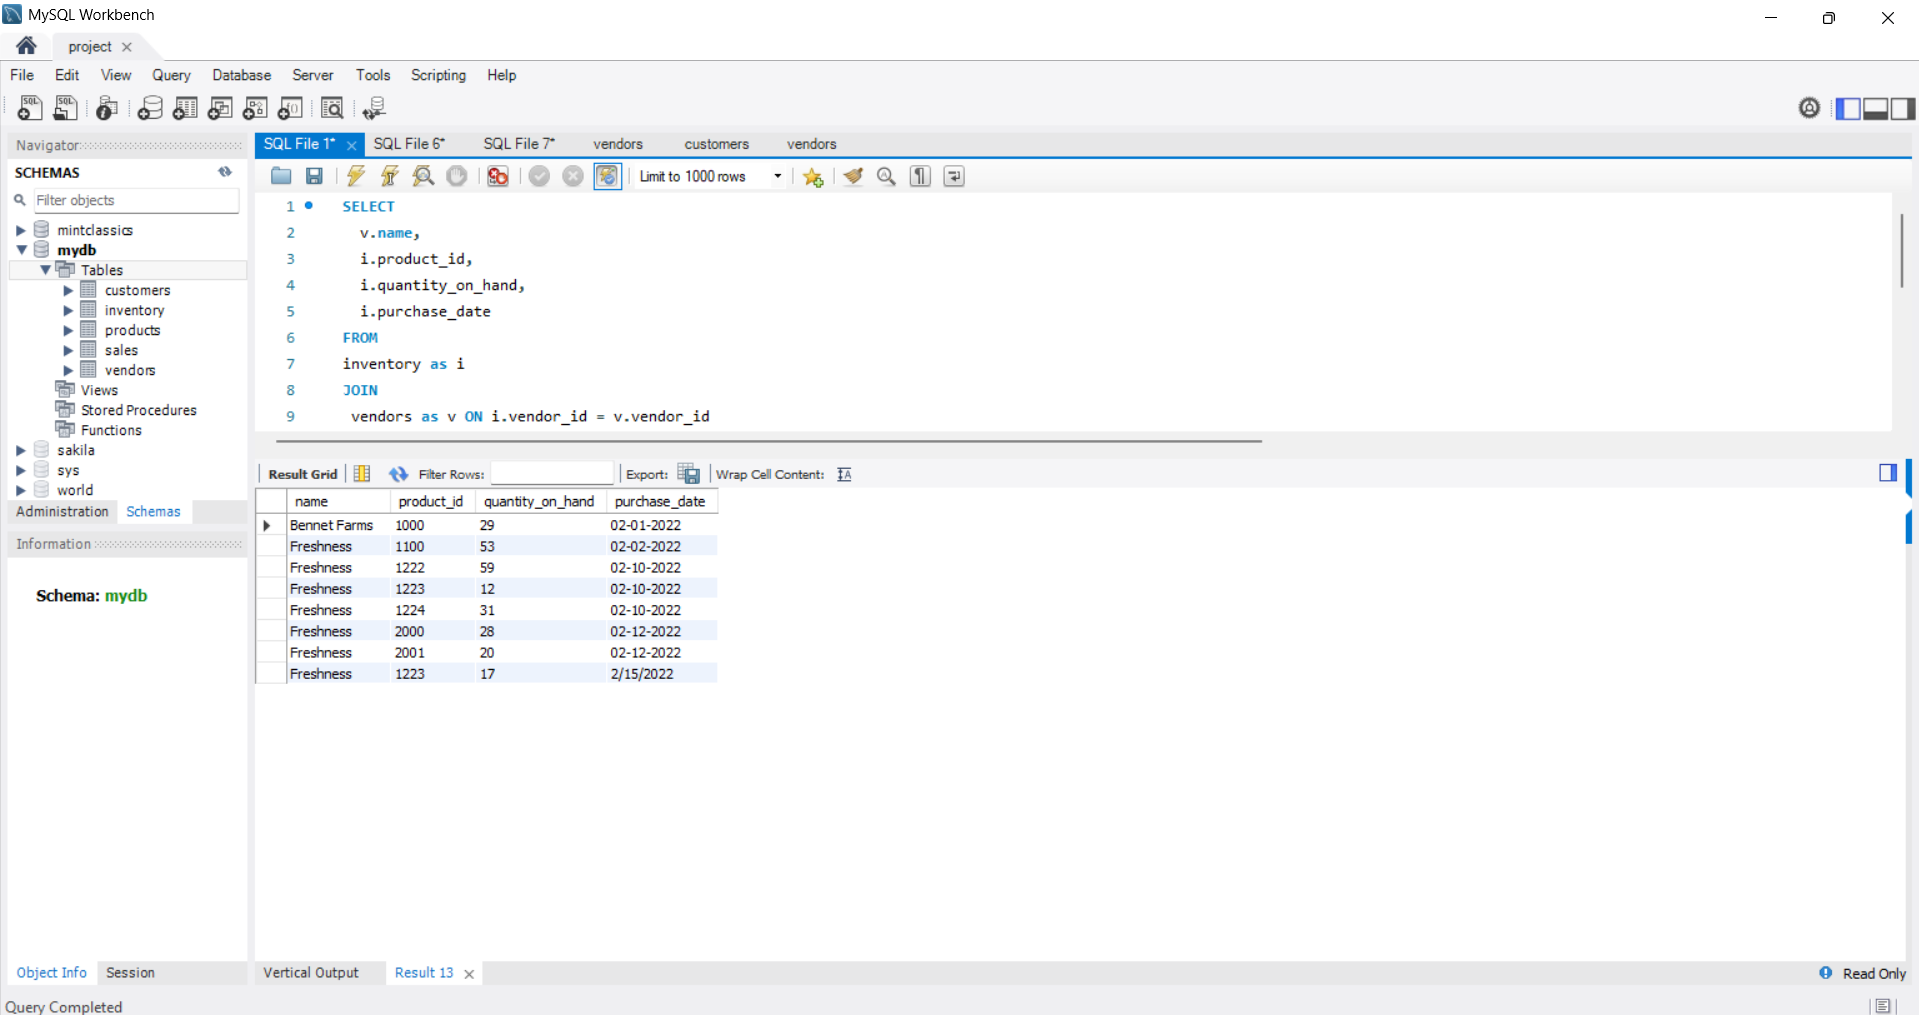 MySQL Workbench
project
File Edit View Query Database Server Tools Scripting Help
Navigator
SCHEMAS
Filter objects
mintclassics
mydb
Tables
customers
inventory
products
sales
vendors
Views
Stored Procedures
Functions
sakila
sys
world
Administration Schemas
Information
Schema: mydb
Object Info Session
SQL File 1* SQL File 6* SQL File 7* vendors customers vendors
Limit to 1000 rows
1 SELECT
2 v.name,
3 i.product_id,
4 i.quantity_on_hand,
5 i.purchase_date
6 FROM
7 inventory as i
8 JOIN
9 vendors as v ON i.vendor_id = v.vendor_id
Result Grid Filter Rows: Export: Wrap Cell Content:
name product_id quantity_on_hand purchase_date
Bennet Farms 1000 29 02-01-2022
Freshness 1100 53 02-02-2022
Freshness 1222 59 02-10-2022
Freshness 1223 12 02-10-2022
Freshness 1224 31 02-10-2022
Freshness 2000 28 02-12-2022
Freshness 2001 20 02-12-2022
Freshness 1223 17 2/15/2022
Vertical Output Result 13 Read Only
Query Completed